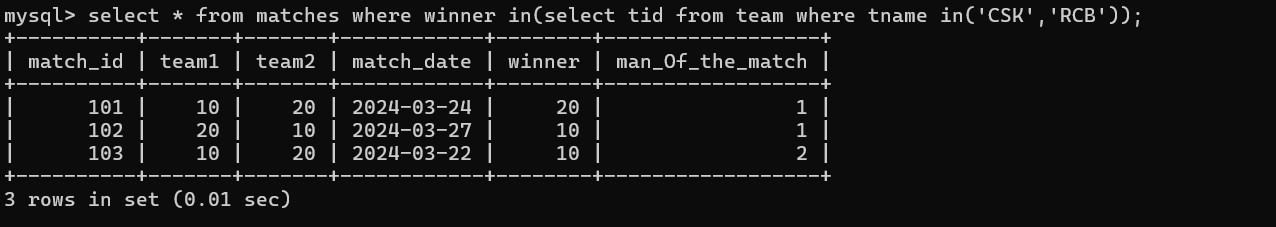 mysql> select * from matches where winner in(select tid from team where tname in('CSK','RCB'));
+----------+-------+-------+------------+--------+------------------+
| match_id | team1 | team2 | match_date | winner | man_Of_the_match |
+----------+-------+-------+------------+--------+------------------+
|      101 |    10 |    20 | 2024-03-24 |     20 |                1 |
|      102 |    20 |    10 | 2024-03-27 |     10 |                1 |
|      103 |    10 |    20 | 2024-03-22 |     10 |                2 |
+----------+-------+-------+------------+--------+------------------+
3 rows in set (0.01 sec)